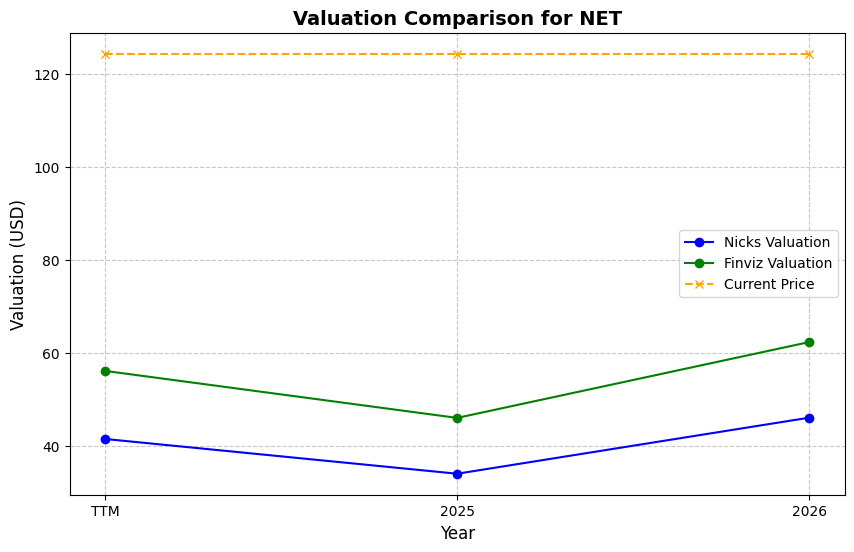 Valuation Comparison for NET
Valuation (USD)
120
100
80
60
40
Nicks Valuation
Finviz Valuation
Current Price
TTM
2025
2026
Year